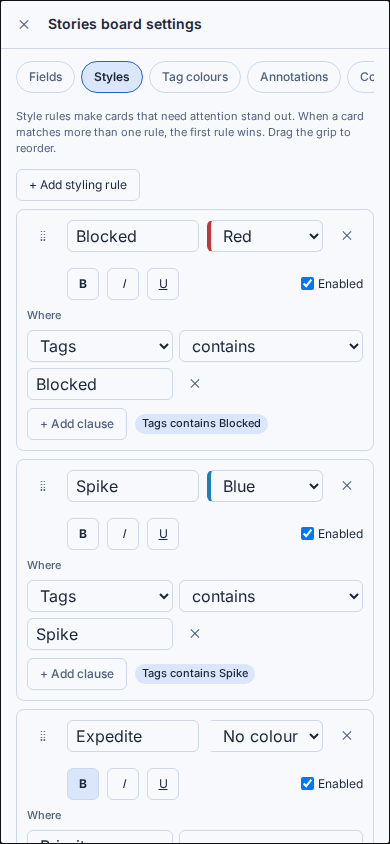 Stories board settings
Fields Styles Tag colours Annotations Co
Style rules make cards that need attention stand out. When a card
matches more than one rule, the first rule wins. Drag the grip to
reorder.
+ Add styling rule
Blocked Red
B I U Enabled
Where
Tags contains
Blocked
+ Add clause Tags contains Blocked
Spike Blue
B I U Enabled
Where
Tags contains
Spike
+ Add clause Tags contains Spike
Expedite No colour
B I U Enabled
Where